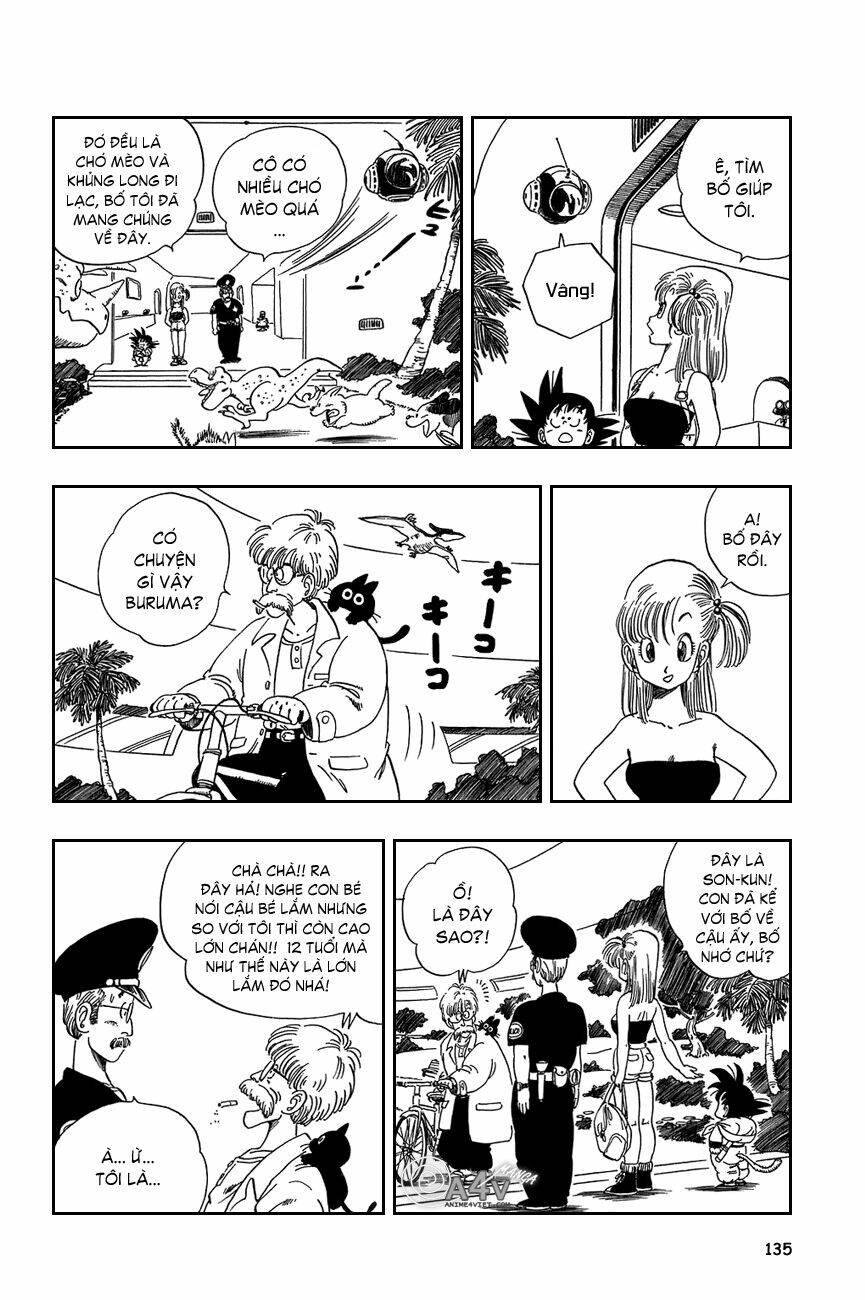 Ê, TÌM
BỐ GIÚP
TÔI.
Vâng!
CÔ CÓ
NHIỀU CHÓ
MÈO QUÁ
...
ĐÓ ĐỀU LÀ
CHÓ MÈO VÀ
KHỦNG LONG ĐI
LẠC, BỐ TÔI ĐÃ
MANG CHÚNG
VỀ ĐÂY.
A!
BỐ ĐÂY
RỒI.
キーコ
キーコ
CÓ
CHUYỆN
GÌ VẬY
BURUMA?
ĐÂY LÀ
SON-KUN!
CON ĐÃ KỂ
VỚI BỐ VỀ
CẬU ẤY, BỐ
NHỚ CHỨ?
Ồ!
LÀ ĐÂY
SAO?!
CHÀ CHÀ!! RA
ĐÂY HÁ! NGHE CON BÉ
NÓI CẬU BÉ LẮM NHƯNG
SO VỚI TÔI THÌ CÒN CAO
LỚN CHÁN!! 12 TUỔI MÀ
NHƯ THẾ NÀY LÀ LỚN
LẮM ĐÓ NHÁ!
À... Ừ...
TÔI LÀ...
A4V
MANGA
ANIME4VIET.COM
135